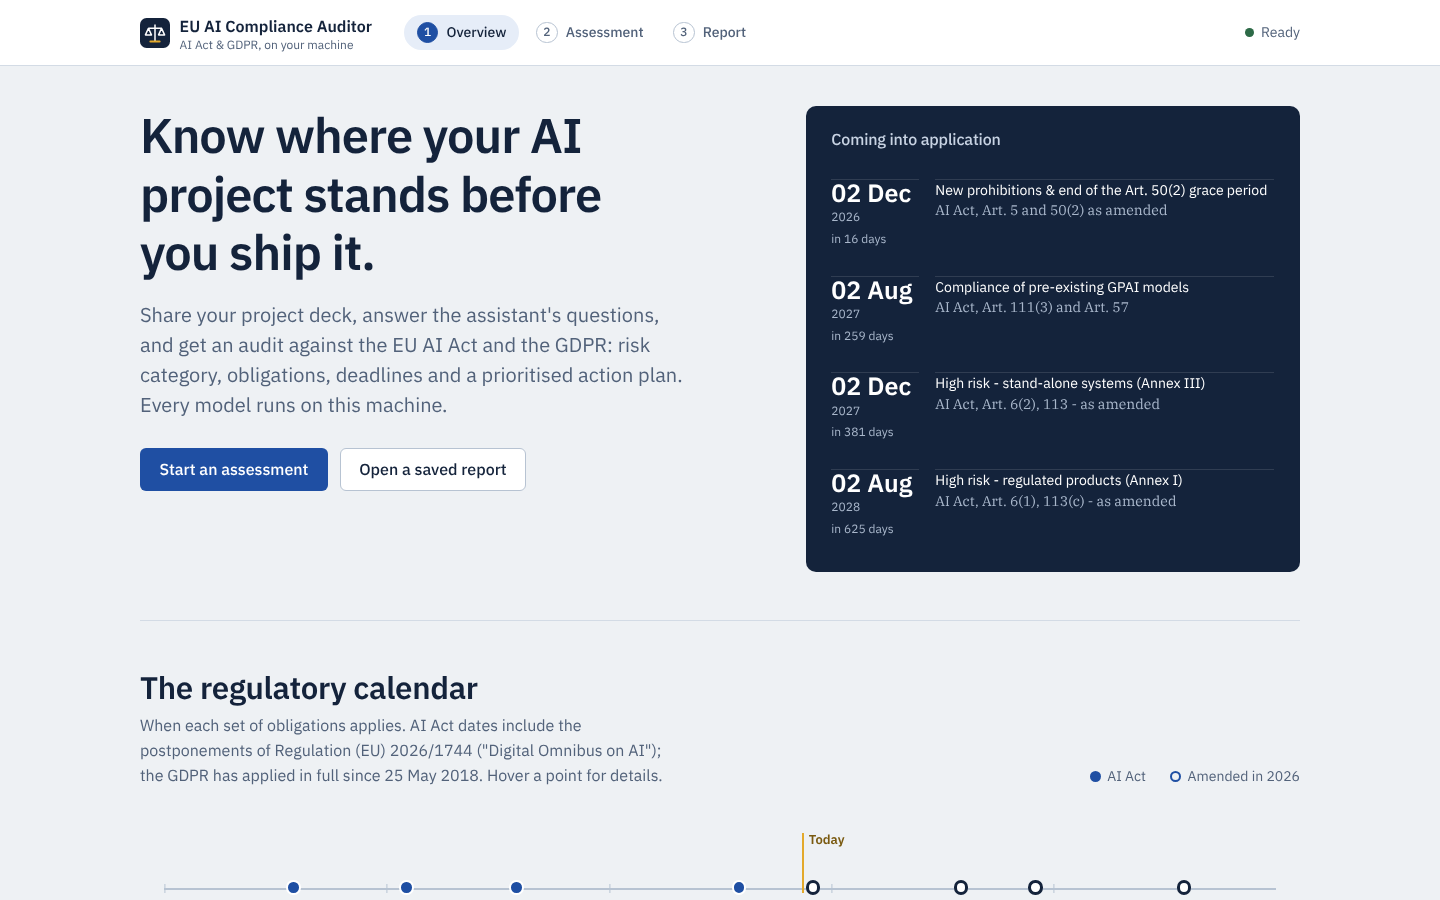 EU AI Compliance Auditor
AI Act & GDPR, on your machine
1 Overview
2 Assessment
3 Report
Ready
Know where your AI
project stands before
you ship it.
Share your project deck, answer the assistant's questions,
and get an audit against the EU AI Act and the GDPR: risk
category, obligations, deadlines and a prioritised action plan.
Every model runs on this machine.
Start an assessment
Open a saved report
Coming into application
02 Dec
2026
in 16 days
New prohibitions & end of the Art. 50(2) grace period
AI Act, Art. 5 and 50(2) as amended
02 Aug
2027
in 259 days
Compliance of pre-existing GPAI models
AI Act, Art. 111(3) and Art. 57
02 Dec
2027
in 381 days
High risk - stand-alone systems (Annex III)
AI Act, Art. 6(2), 113 - as amended
02 Aug
2028
in 625 days
High risk - regulated products (Annex I)
AI Act, Art. 6(1), 113(c) - as amended
The regulatory calendar
When each set of obligations applies. AI Act dates include the
postponements of Regulation (EU) 2026/1744 ("Digital Omnibus on AI");
the GDPR has applied in full since 25 May 2018. Hover a point for details.
AI Act
Amended in 2026
Today